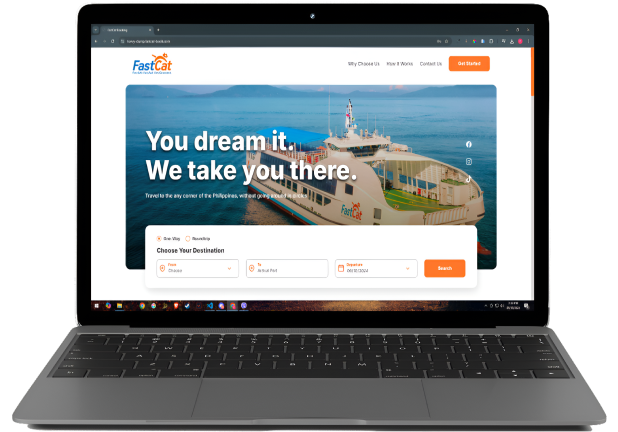 FastCat
Why Choose Us
How it Works
Contact Us
Get Started
You dream it.
We take you there.
Travel to the any corner of the Philippines, without going around in circles
FastCat
One-Way
Roundtrip
Choose Your Destination
From
Choose
To
Arrival Port
Departure
Search